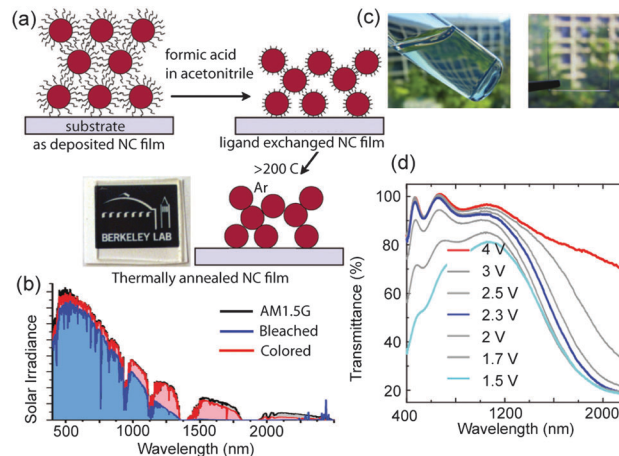 (a)
formic acid
in acetonitrile
substrate
as deposited NC film
ligand exchanged NC film
>200 C
Ar
BERKELEY LAB
Thermally annealed NC film
(b)
Solar Irradiance
AM1.5G
Bleached
Colored
500
1000
1500
2000
Wavelength (nm)
(c)
(d)
Transmittance (%)
100
80
60
40
20
4 V
3 V
2.5 V
2.3 V
2 V
1.7 V
1.5 V
400
1200
2000
Wavelength (nm)